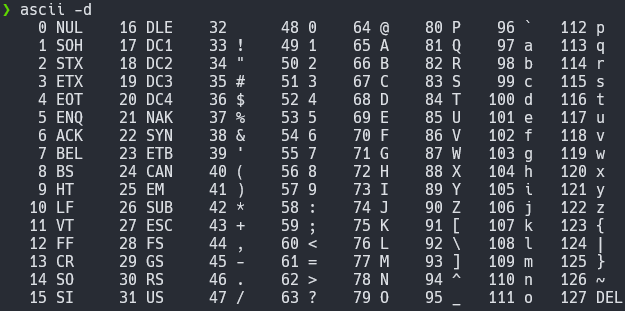 ❯ ascii -d
0 NUL 16 DLE 32 48 0 64 @ 80 P 96 ` 112 p
1 SOH 17 DC1 33 ! 49 1 65 A 81 Q 97 a 113 q
2 STX 18 DC2 34 " 50 2 66 B 82 R 98 b 114 r
3 ETX 19 DC3 35 # 51 3 67 C 83 S 99 c 115 s
4 EOT 20 DC4 36 $ 52 4 68 D 84 T 100 d 116 t
5 ENQ 21 NAK 37 % 53 5 69 E 85 U 101 e 117 u
6 ACK 22 SYN 38 & 54 6 70 F 86 V 102 f 118 v
7 BEL 23 ETB 39 ' 55 7 71 G 87 W 103 g 119 w
8 BS 24 CAN 40 ( 56 8 72 H 88 X 104 h 120 x
9 HT 25 EM 41 ) 57 9 73 I 89 Y 105 i 121 y
10 LF 26 SUB 42 * 58 : 74 J 90 Z 106 j 122 z
11 VT 27 ESC 43 + 59 ; 75 K 91 [ 107 k 123 {
12 FF 28 FS 44 , 60 < 76 L 92 \ 108 l 124 |
13 CR 29 GS 45 - 61 = 77 M 93 ] 109 m 125 }
14 SO 30 RS 46 . 62 > 78 N 94 ^ 110 n 126 ~
15 SI 31 US 47 / 63 ? 79 O 95 _ 111 o 127 DEL